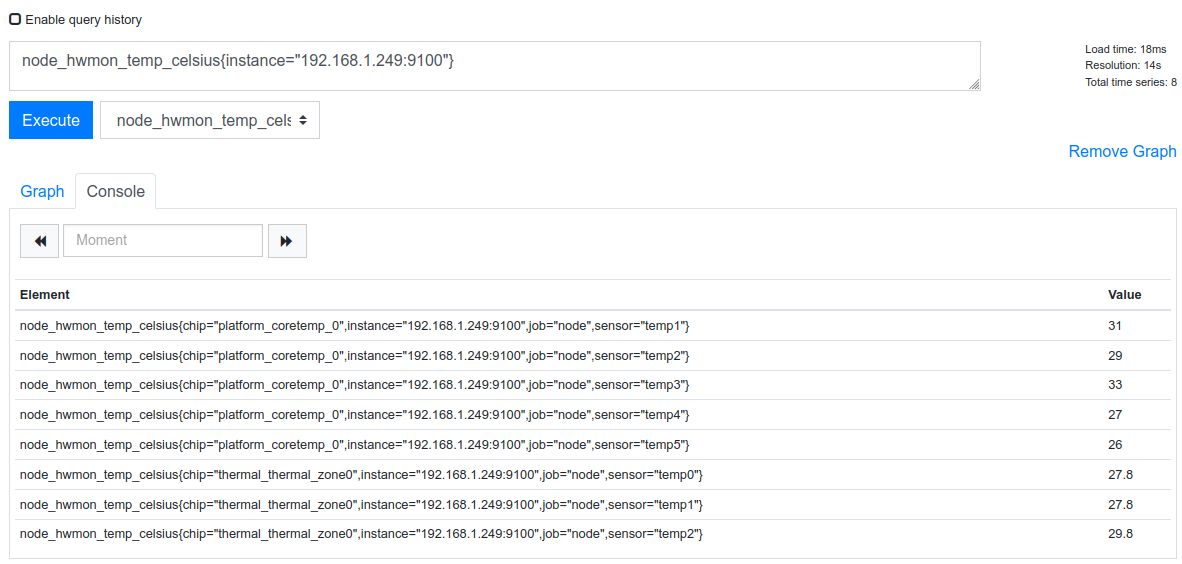 Enable query history
node_hwmon_temp_celsius{instance="192.168.1.249:9100"}
Load time: 18ms
Resolution: 14s
Total time series: 8
Execute
node_hwmon_temp_cels
Remove Graph
Graph Console
Moment
Element Value
node_hwmon_temp_celsius{chip="platform_coretemp_0",instance="192.168.1.249:9100",job="node",sensor="temp1"} 31
node_hwmon_temp_celsius{chip="platform_coretemp_0",instance="192.168.1.249:9100",job="node",sensor="temp2"} 29
node_hwmon_temp_celsius{chip="platform_coretemp_0",instance="192.168.1.249:9100",job="node",sensor="temp3"} 33
node_hwmon_temp_celsius{chip="platform_coretemp_0",instance="192.168.1.249:9100",job="node",sensor="temp4"} 27
node_hwmon_temp_celsius{chip="platform_coretemp_0",instance="192.168.1.249:9100",job="node",sensor="temp5"} 26
node_hwmon_temp_celsius{chip="thermal_thermal_zone0",instance="192.168.1.249:9100",job="node",sensor="temp0"} 27.8
node_hwmon_temp_celsius{chip="thermal_thermal_zone0",instance="192.168.1.249:9100",job="node",sensor="temp1"} 27.8
node_hwmon_temp_celsius{chip="thermal_thermal_zone0",instance="192.168.1.249:9100",job="node",sensor="temp2"} 29.8